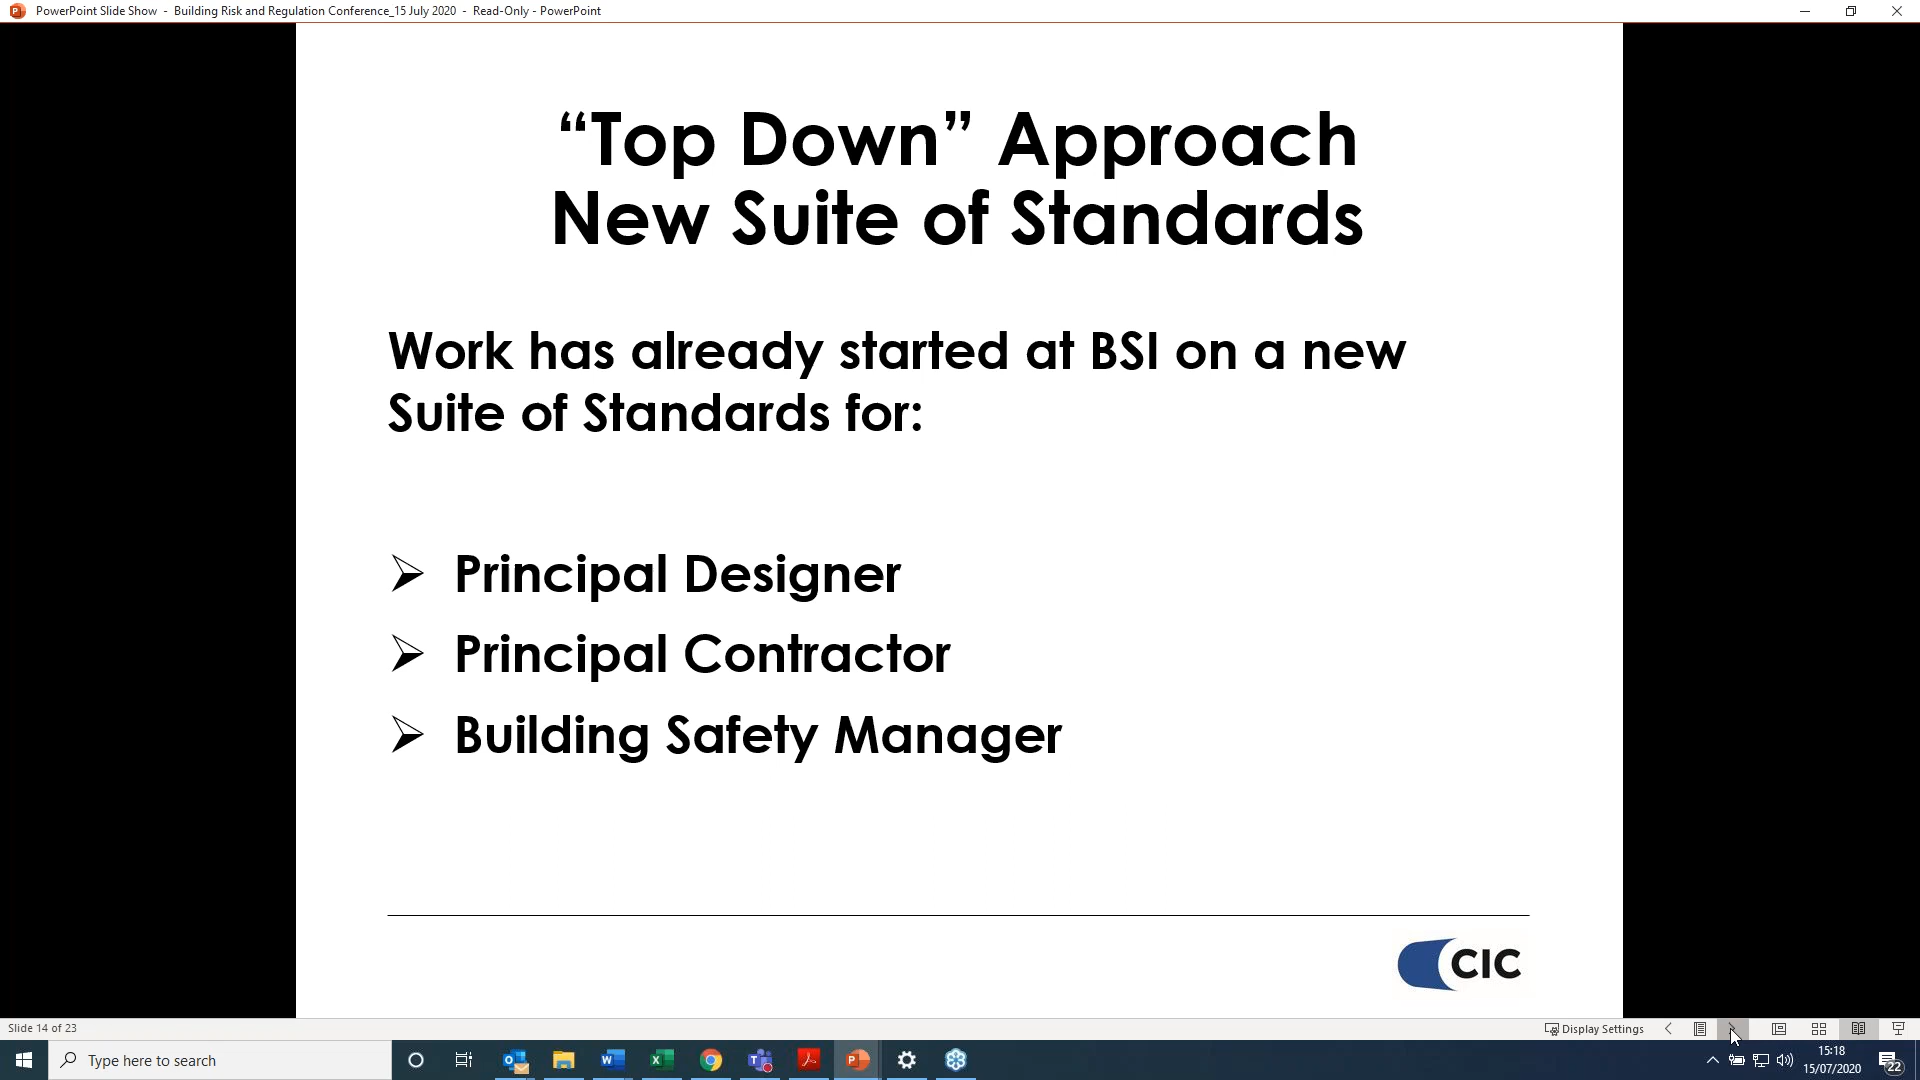 PowerPoint Slide Show - Building Risk and Regulation Conference_15 July 2020 - Read-Only - PowerPoint
“Top Down” Approach
New Suite of Standards
Work has already started at BSI on a new
Suite of Standards for:
➢ Principal Designer
➢ Principal Contractor
➢ Building Safety Manager
CIC
Slide 14 of 23
Display Settings
Type here to search
15:18
15/07/2020
22